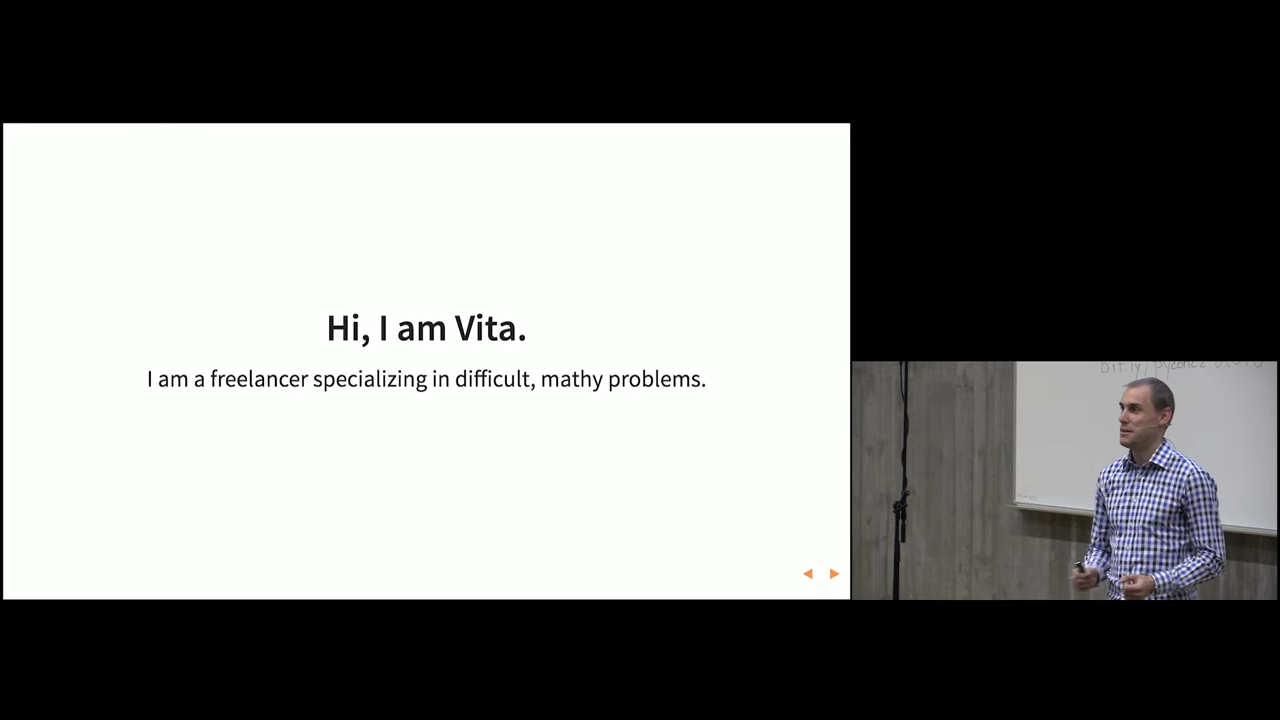 Hi, I am Vita.
I am a freelancer specializing in difficult, mathy problems.